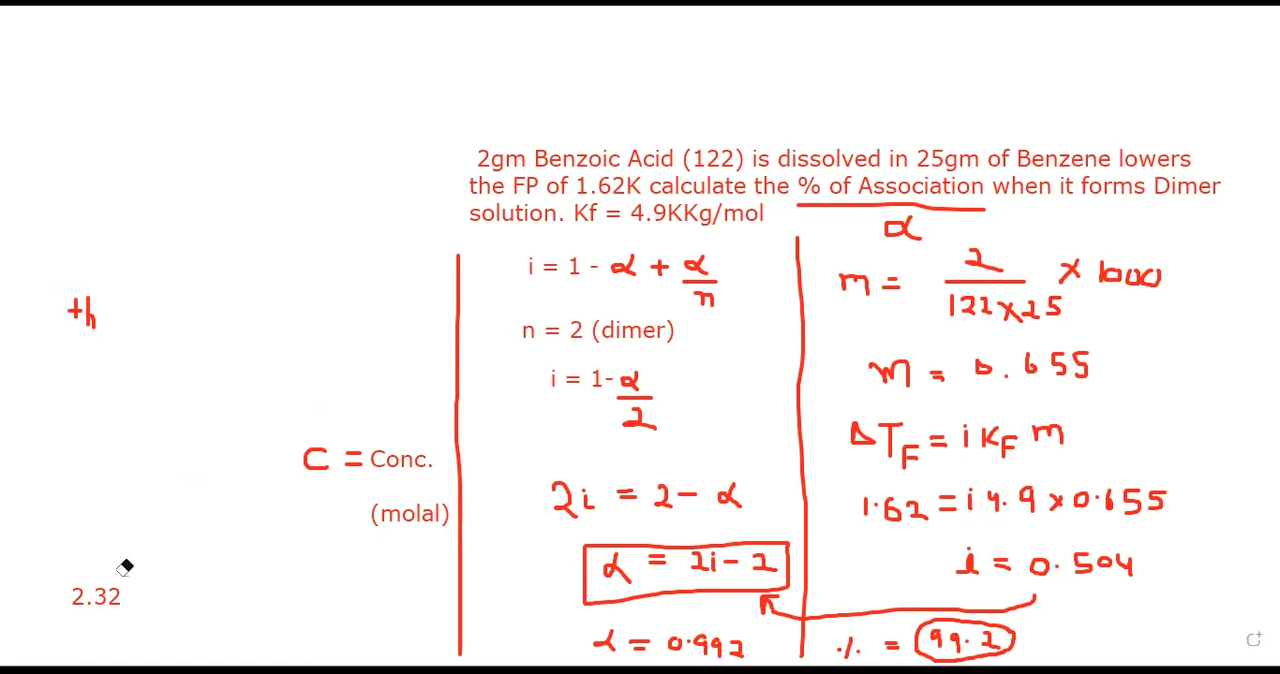 2gm Benzoic Acid (122) is dissolved in 25gm of Benzene lowers
the FP of 1.62K calculate the % of Association when it forms Dimer
solution. Kf = 4.9KKg/mol
α
th
C = Conc.
(molal)
2.32
i = 1 - α + α/n
n = 2 (dimer)
i = 1- α/2
2i = 2 - α
α = 2i - 2
α = 0.992
m = 2/122×25 × 1000
m = 0.655
ΔTF = i KF m
1.62 = i 4.9 × 0.655
i = 0.504
% = 99.2